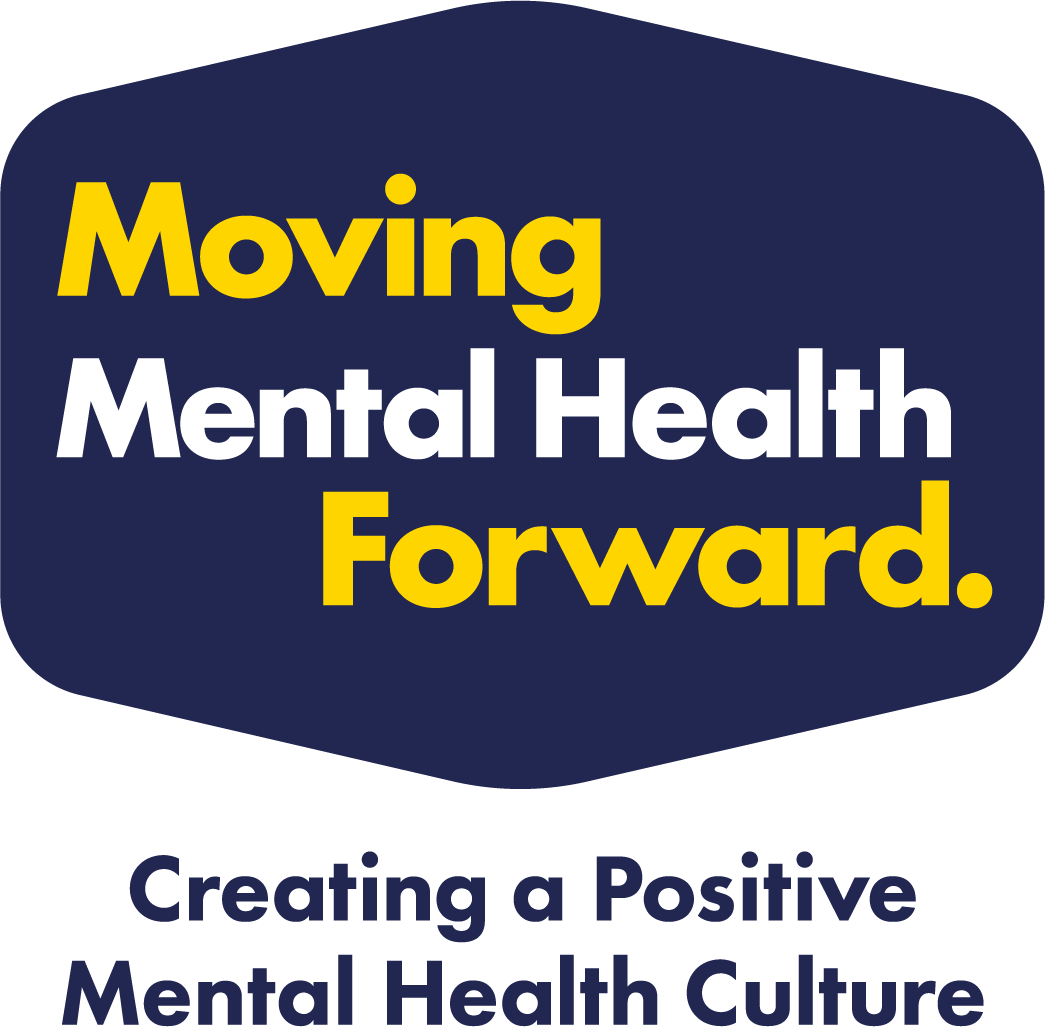 Moving
Mental Health
Forward.
Creating a Positive
Mental Health Culture